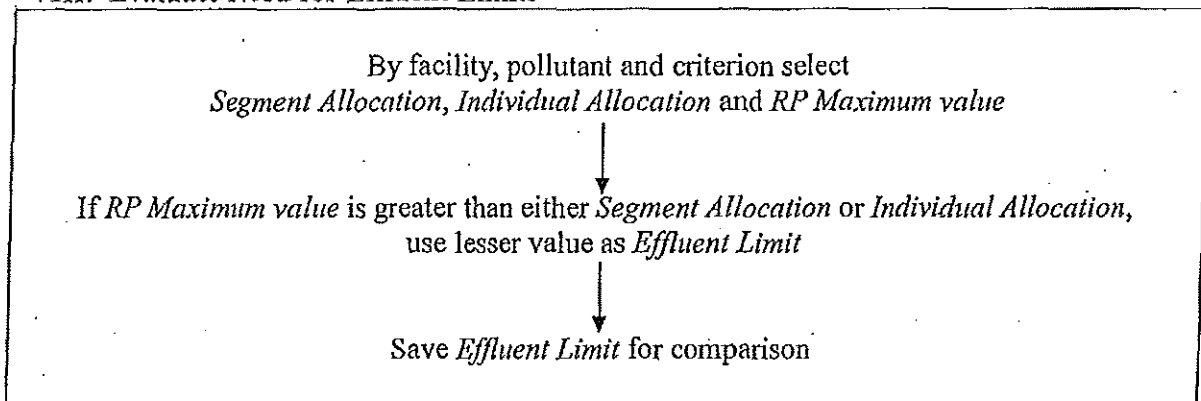 By facility, pollutant and criterion select
Segment Allocation, Individual Allocation and RP Maximum value
If RP Maximum value is greater than either Segment Allocation or Individual Allocation,
use lesser value as Effluent Limit
Save Effluent Limit for comparison